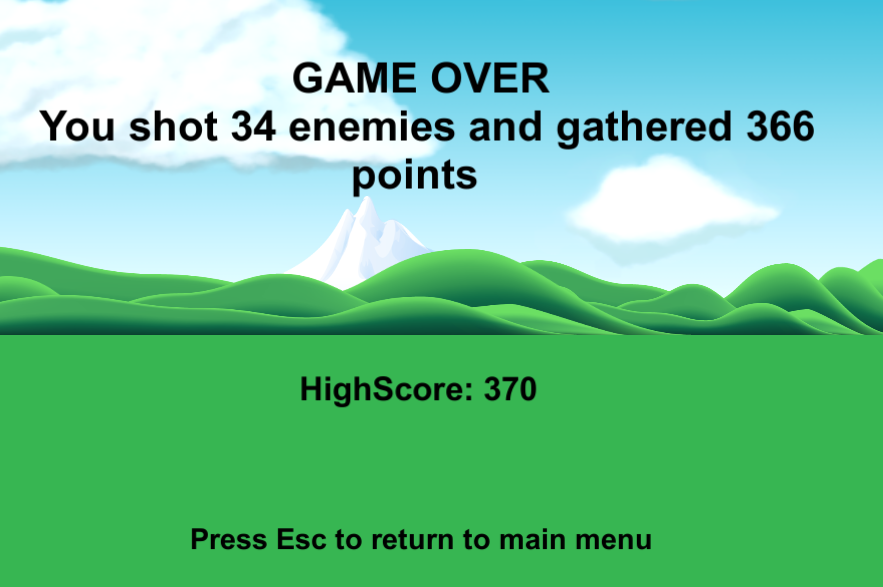 GAME OVER
You shot 34 enemies and gathered 366
points
HighScore: 370
Press Esc to return to main menu